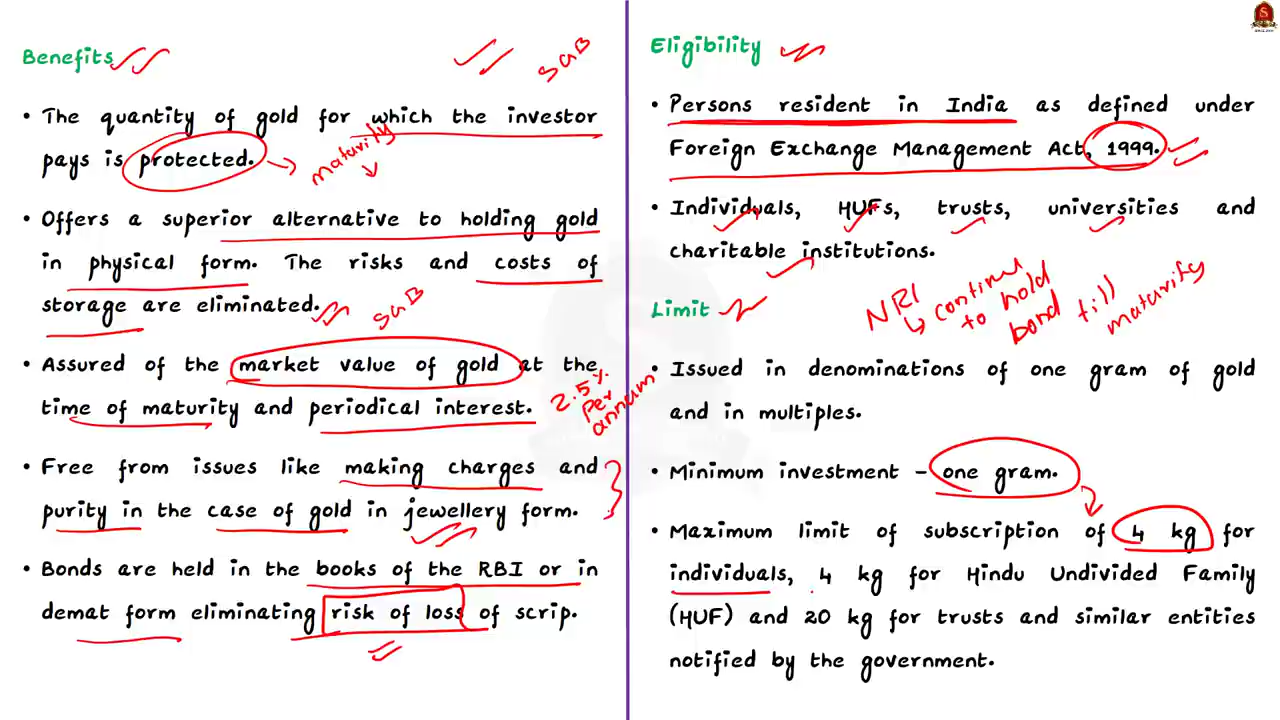 Benefits
SGB
• The quantity of gold for which the investor
pays is protected.
maturity
• Offers a superior alternative to holding gold
in physical form. The risks and costs of
storage are eliminated.
SGB
• Assured of the market value of gold at the
time of maturity and periodical interest.
2.5%
per
annum
• Free from issues like making charges and
purity in the case of gold in jewellery form.
• Bonds are held in the books of the RBI or in
demat form eliminating risk of loss of scrip.
Eligibility
• Persons resident in India as defined under
Foreign Exchange Management Act, 1999.
• Individuals, HUFs, trusts, universities and
charitable institutions.
NRI
continue
to hold
bond till
maturity
Limit
• Issued in denominations of one gram of gold
and in multiples.
• Minimum investment – one gram.
• Maximum limit of subscription of 4 kg for
individuals, 4 kg for Hindu Undivided Family
(HUF) and 20 kg for trusts and similar entities
notified by the government.